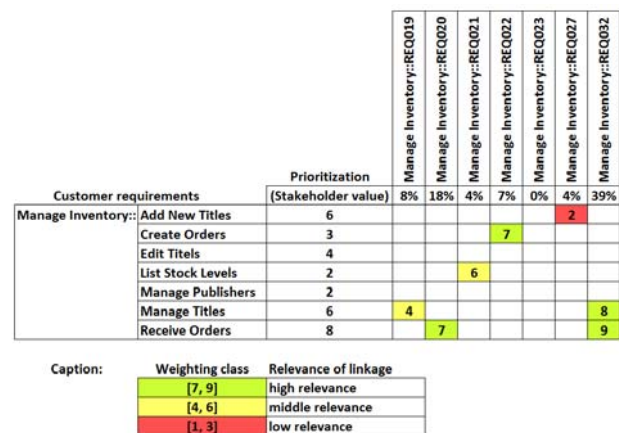 Manage Inventory::REQ019
Manage Inventory::REQ020
Manage Inventory::REQ021
Manage Inventory::REQ022
Manage Inventory::REQ023
Manage Inventory::REQ027
Manage Inventory::REQ032
Prioritization
Customer requirements (Stakeholder value) 8% 18% 4% 7% 0% 4% 39%
Manage Inventory:: Add New Titles 6 2
Create Orders 3 7
Edit Titels 4
List Stock Levels 2 6
Manage Publishers 2
Manage Titles 6 4 8
Receive Orders 8 7 9
Caption: Weighting class Relevance of linkage
[7, 9] high relevance
[4, 6] middle relevance
[1, 3] low relevance